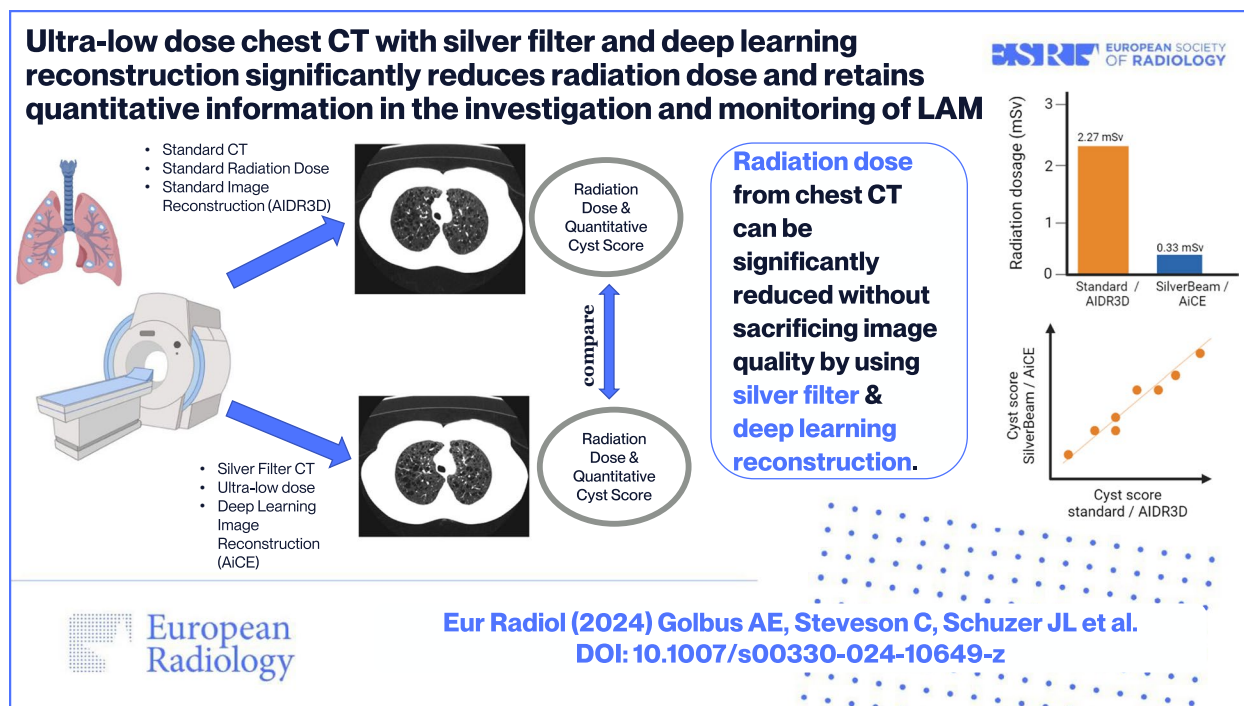 Ultra-low dose chest CT with silver filter and deep learning
reconstruction significantly reduces radiation dose and retains
quantitative information in the investigation and monitoring of LAM
ESR
EUROPEAN SOCIETY
OF RADIOLOGY
• Standard CT
• Standard Radiation Dose
• Standard Image
Reconstruction (AIDR3D)
Radiation
Dose &
Quantitative
Cyst Score
compare
• Silver Filter CT
• Ultra-low dose
• Deep Learning
Image
Reconstruction
(AiCE)
Radiation
Dose &
Quantitative
Cyst Score
Radiation dose
from chest CT
can be
significantly
reduced without
sacrificing image
quality by using
silver filter &
deep learning
reconstruction.
Radiation dosage (mSv)
3
2
1
0
2.27 mSv
0.33 mSv
Standard /
AIDR3D
SilverBeam /
AiCE
Cyst score
SilverBeam / AiCE
Cyst score
standard / AIDR3D
European
Radiology
Eur Radiol (2024) Golbus AE, Steveson C, Schuzer JL et al.
DOI: 10.1007/s00330-024-10649-z